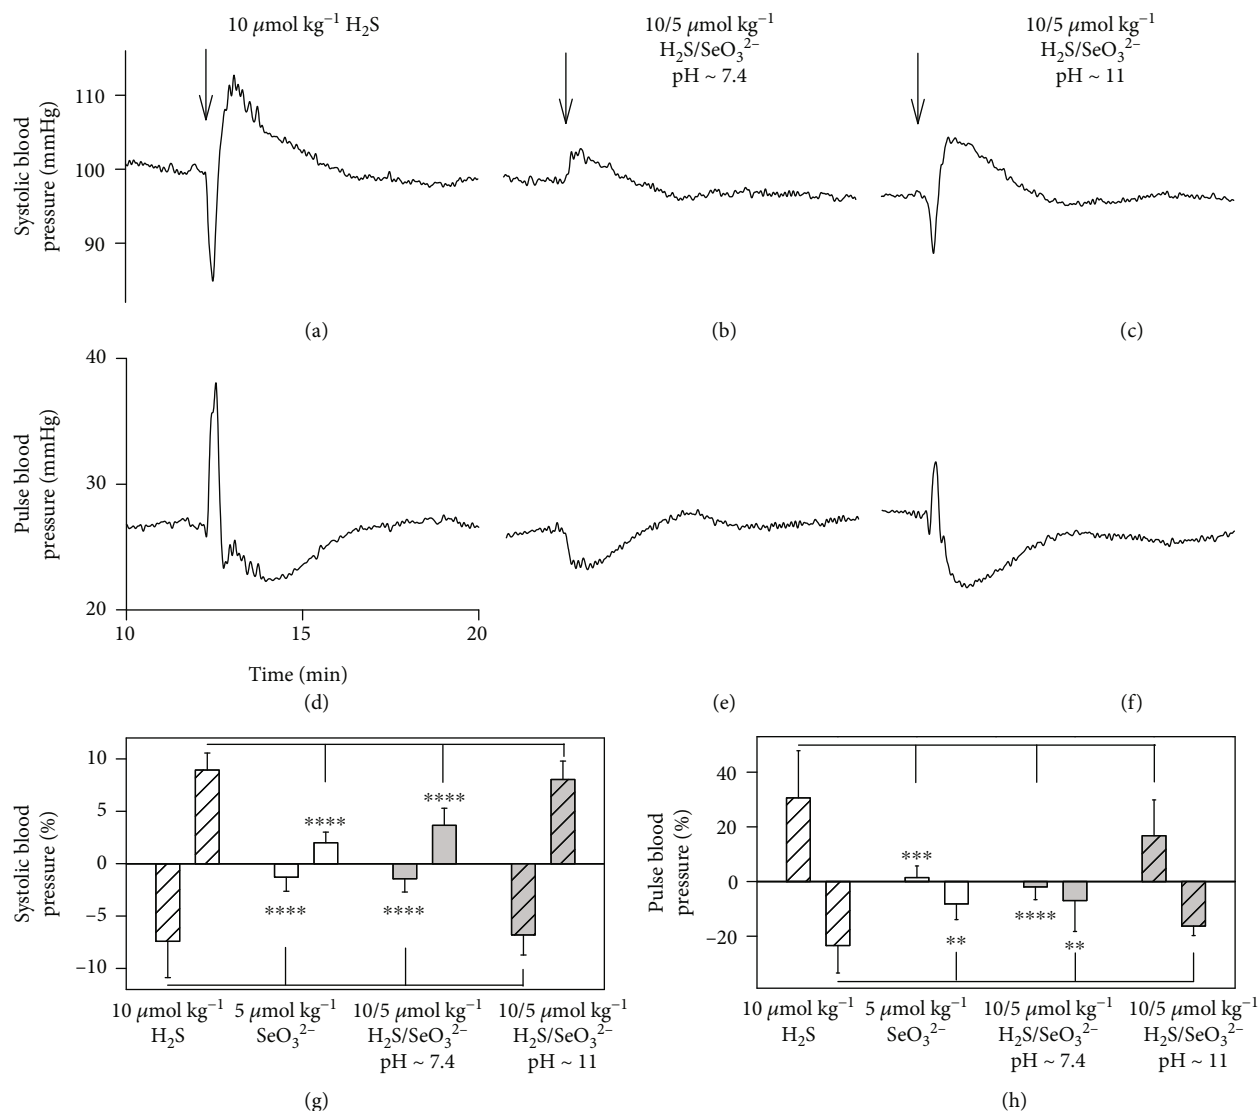 10 μmol kg⁻¹ H₂S
10/5 μmol kg⁻¹
H₂S/SeO₃²⁻
pH ~ 7.4
10/5 μmol kg⁻¹
H₂S/SeO₃²⁻
pH ~ 11
Systolic blood
pressure (mmHg)
110
100
90
(a)
(b)
(c)
Pulse blood
pressure (mmHg)
40
30
20
10
15
20
Time (min)
(d)
(e)
(f)
Systolic blood
pressure (%)
10
5
0
−5
−10
****
****
****
****
10 μmol kg⁻¹
H₂S
5 μmol kg⁻¹
SeO₃²⁻
10/5 μmol kg⁻¹
H₂S/SeO₃²⁻
pH ~ 7.4
10/5 μmol kg⁻¹
H₂S/SeO₃²⁻
pH ~ 11
(g)
Pulse blood
pressure (%)
40
20
0
−20
***
**
****
**
10 μmol kg⁻¹
H₂S
5 μmol kg⁻¹
SeO₃²⁻
10/5 μmol kg⁻¹
H₂S/SeO₃²⁻
pH ~ 7.4
10/5 μmol kg⁻¹
H₂S/SeO₃²⁻
pH ~ 11
(h)